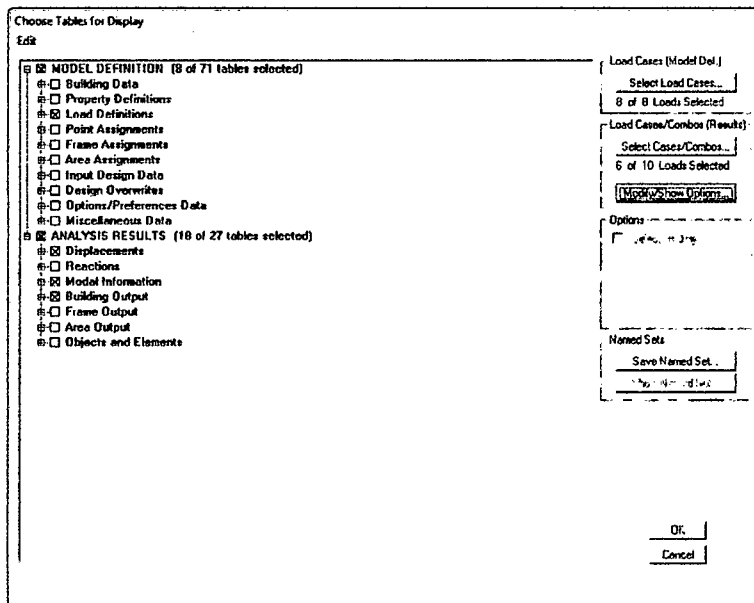 Choose Tables for Display
Edit
MODEL DEFINITION (8 of 71 tables selected)
Building Data
Property Definitions
Load Definitions
Point Assignments
Frame Assignments
Area Assignments
Input Design Data
Design Overwrites
Options/Preferences Data
Miscellaneous Data
ANALYSIS RESULTS (18 of 27 tables selected)
Displacements
Reactions
Modal Information
Building Output
Frame Output
Area Output
Objects and Elements
Load Cases (Model Def.)
Select Load Cases...
8 of 8 Loads Selected
Load Cases/Combos (Results)
Select Cases/Combos...
6 of 10 Loads Selected
Modify/Show Options...
Options
Named Sets
Save Named Set...
OK
Cancel